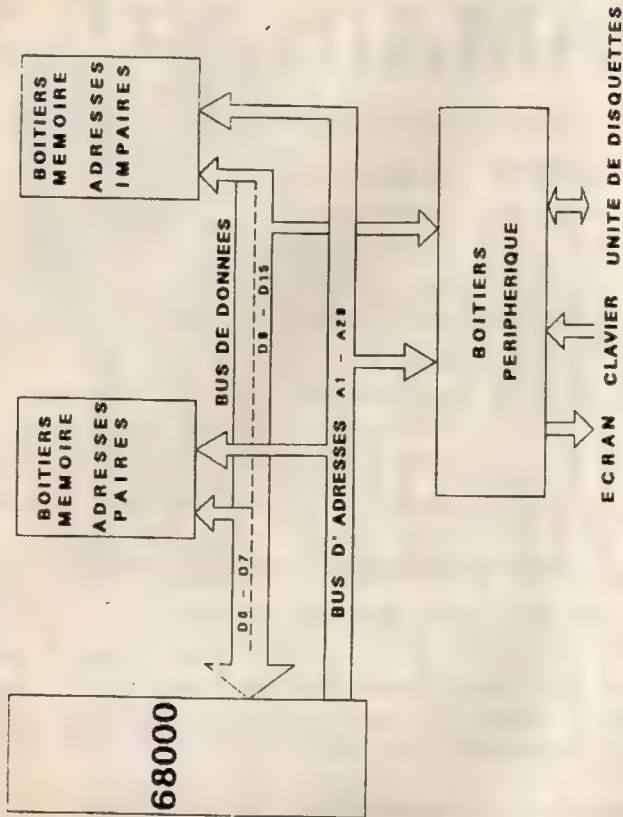 68000
BOITIERS
MEMOIRE
ADRESSES
PAIRES
BOITIERS
MEMOIRE
ADRESSES
IMPAIRES
BUS DE DONNEES
D0 - D7
D8 - D15
BUS D'ADRESSES A1 - A23
BOITIERS
PERIPHERIQUE
ECRAN CLAVIER UNITE DE DISQUETTES